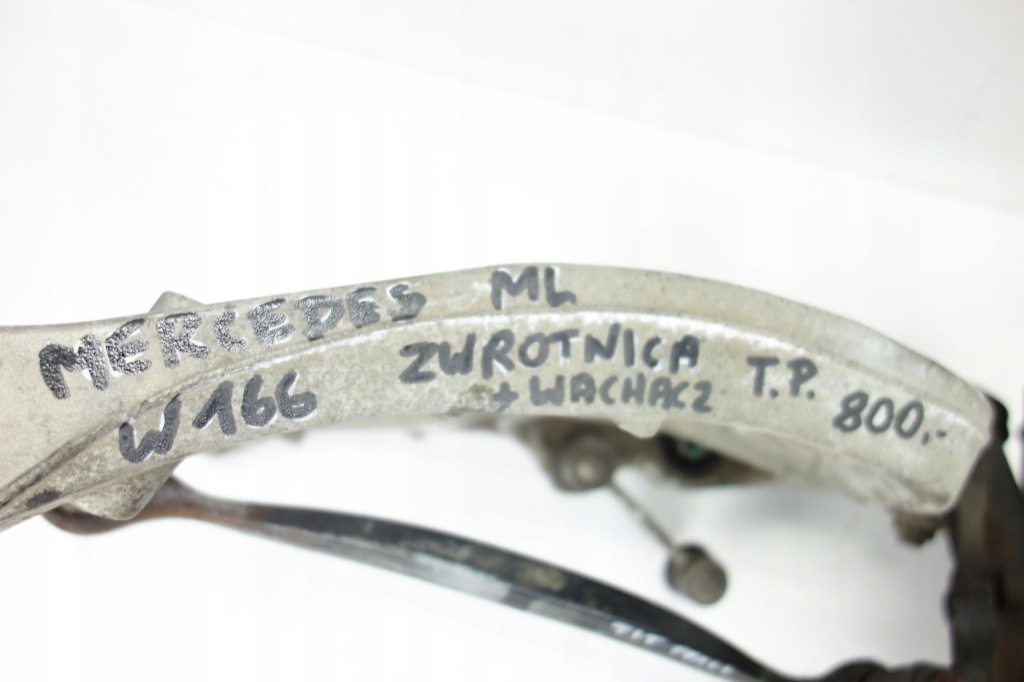 MERCEDES ML
W166 ZWROTNICA T.P. 800,-
+ WACHACZ